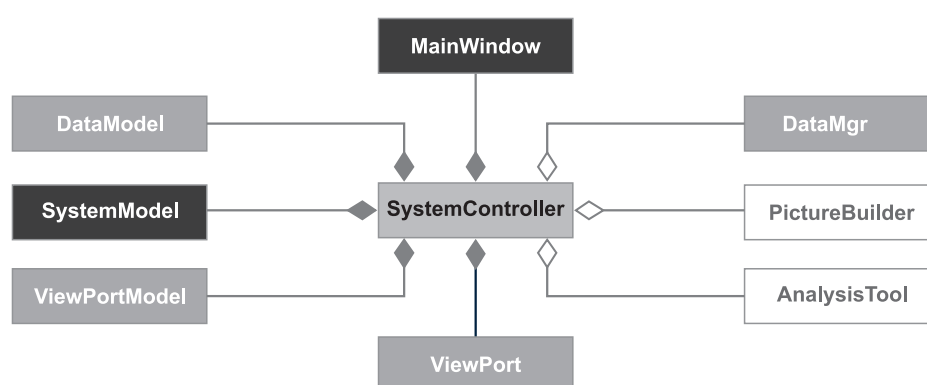 MainWindow
DataModel
DataMgr
SystemModel
SystemController
PictureBuilder
ViewPortModel
AnalysisTool
ViewPort